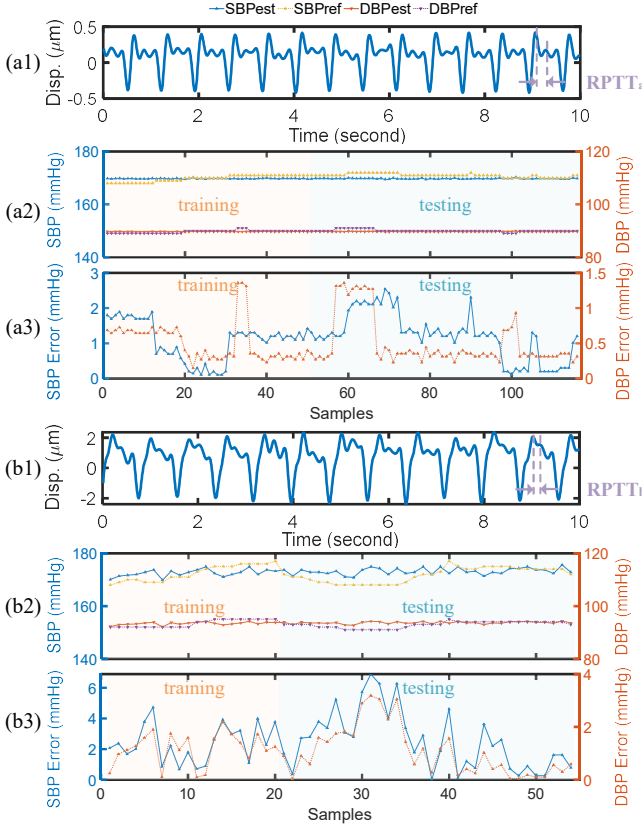 SBPest SBPref DBPest DBPref
(a1)
Disp. (μm)
0.5
0
-0.5
RPTT
0 2 4 6 8 10
Time (second)
(a2)
SBP (mmHg)
180
160
140
training
testing
120
100
80
DBP (mmHg)
(a3)
SBP Error (mmHg)
3
2
1
0
training
testing
1.5
1
0.5
0
DBP Error (mmHg)
0 20 40 60 80 100
Samples
(b1)
Disp. (μm)
2
0
-2
RPTT
0 2 4 6 8 10
Time (second)
(b2)
SBP (mmHg)
180
160
140
training
testing
120
100
80
DBP (mmHg)
(b3)
SBP Error (mmHg)
6
4
2
0
training
testing
4
2
0
DBP Error (mmHg)
0 10 20 30 40 50
Samples